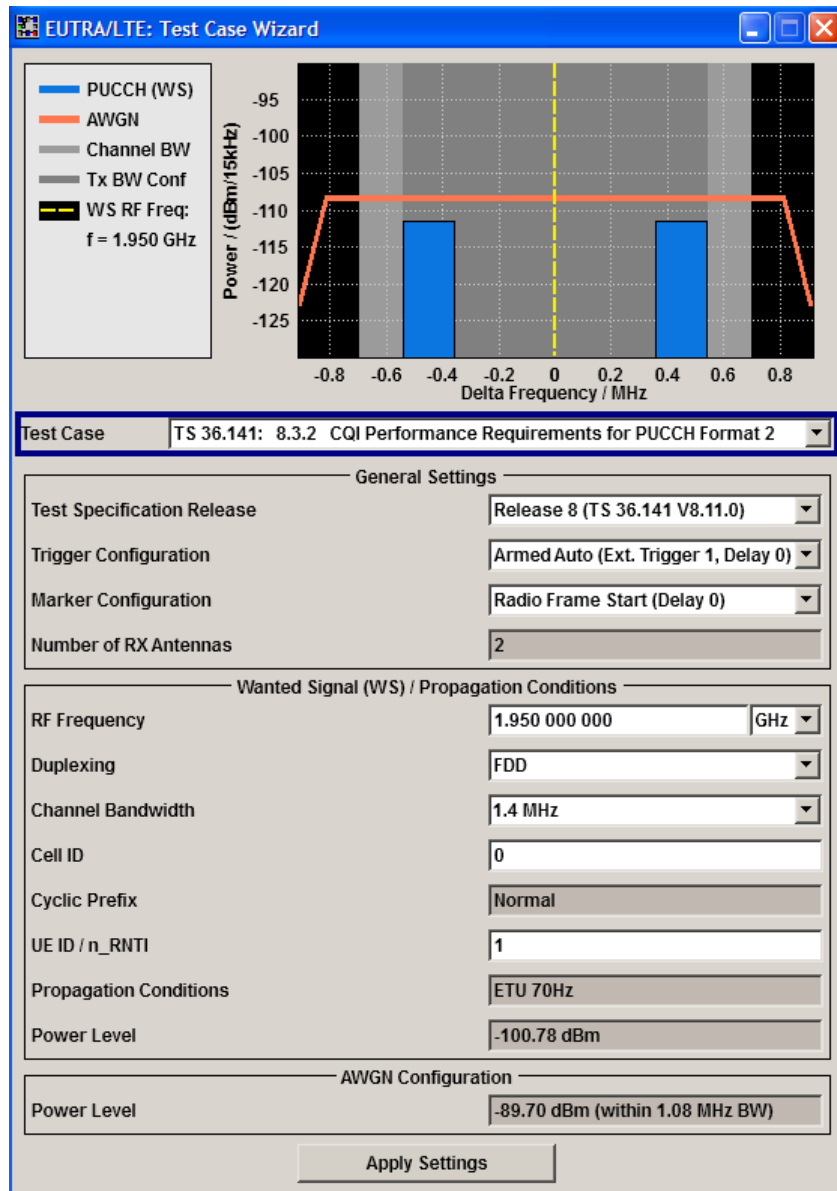 EUTRA/LTE: Test Case Wizard
PUCCH (WS)
AWGN
Channel BW
Tx BW Conf
WS RF Freq:
f = 1.950 GHz
Power / (dBm/15kHz)
-95
-100
-105
-110
-115
-120
-125
-0.8 -0.6 -0.4 -0.2 0 0.2 0.4 0.6 0.8
Delta Frequency / MHz
Test Case TS 36.141: 8.3.2 CQI Performance Requirements for PUCCH Format 2
General Settings
Test Specification Release Release 8 (TS 36.141 V8.11.0)
Trigger Configuration Armed Auto (Ext. Trigger 1, Delay 0)
Marker Configuration Radio Frame Start (Delay 0)
Number of RX Antennas 2
Wanted Signal (WS) / Propagation Conditions
RF Frequency 1.950 000 000 GHz
Duplexing FDD
Channel Bandwidth 1.4 MHz
Cell ID 0
Cyclic Prefix Normal
UE ID / n_RNTI 1
Propagation Conditions ETU 70Hz
Power Level -100.78 dBm
AWGN Configuration
Power Level -89.70 dBm (within 1.08 MHz BW)
Apply Settings